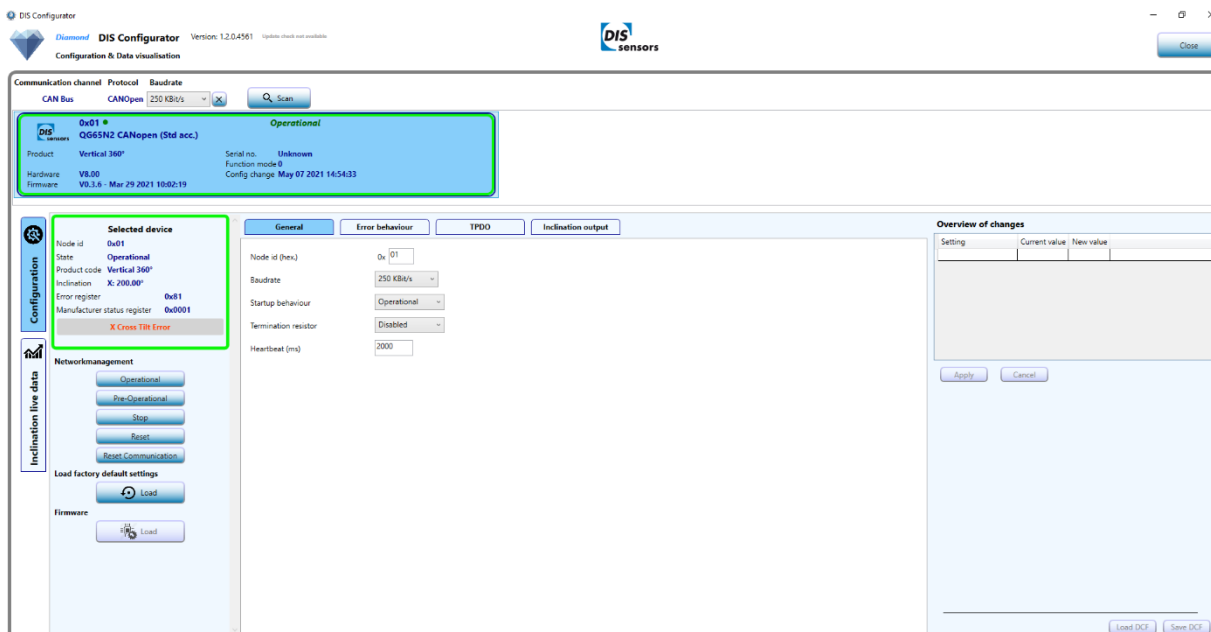 DIS Configurator
Diamond DIS Configurator Version: 1.2.0.4561 Update check not available
Configuration & Data visualisation
DIS sensors
Close
Communication channel Protocol Baudrate
CAN Bus CANOpen 250 KBit/s Scan
0x01 Operational
DIS sensors QG65N2 CANopen (Std acc.)
Product Vertical 360° Serial no. Unknown
Function mode 0
Hardware V8.00 Config change May 07 2021 14:54:33
Firmware V0.3.6 - Mar 29 2021 10:02:19
Configuration
Inclination live data
Selected device
Node id 0x01
State Operational
Product code Vertical 360°
Inclination X: 200.00°
Error register 0x81
Manufacturer status register 0x0001
X Cross Tilt Error
Networkmanagement
Operational
Pre-Operational
Stop
Reset
Reset Communication
Load factory default settings
Load
Firmware
Load
General Error behaviour TPDO Inclination output
Node id (hex.) 0x 01
Baudrate 250 KBit/s
Startup behaviour Operational
Termination resistor Disabled
Heartbeat (ms) 2000
Overview of changes
Setting Current value New value
Apply Cancel
Load DCF Save DCF